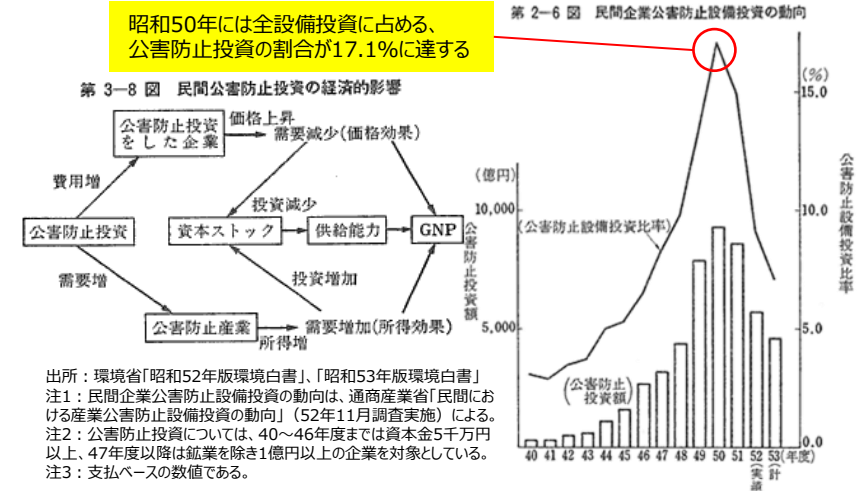 昭和50年には全設備投資に占める、
公害防止投資の割合が17.1%に達する
第 3―8 図 民間公害防止投資の経済的影響
公害防止投資
をした企業
価格上昇
需要減少(価格効果)
費用増
投資減少
公害防止投資
資本ストック
供給能力
GNP
需要増
投資増加
公害防止産業
所得増
需要増加(所得効果)
第 2―6 図 民間企業公害防止設備投資の動向
(%)
15.0
10.0
5.0
0.0
公害防止設備投資比率
(億円)
10,000
5,000
公害防止投資額
(公害防止設備投資比率)
(公害防止
投資額)
40 41 42 43 44 45 46 47 48 49 50 51 52 53 (年度)
(実績
(計
出所:環境省「昭和52年版環境白書」、「昭和53年版環境白書」
注1:民間企業公害防止設備投資の動向は、通商産業省「民間にお
ける産業公害防止設備投資の動向」(52年11月調査実施)による。
注2:公害防止投資については、40~46年度までは資本金5千万円
以上、47年度以降は鉱業を除き1億円以上の企業を対象としている。
注3:支払ベースの数値である。